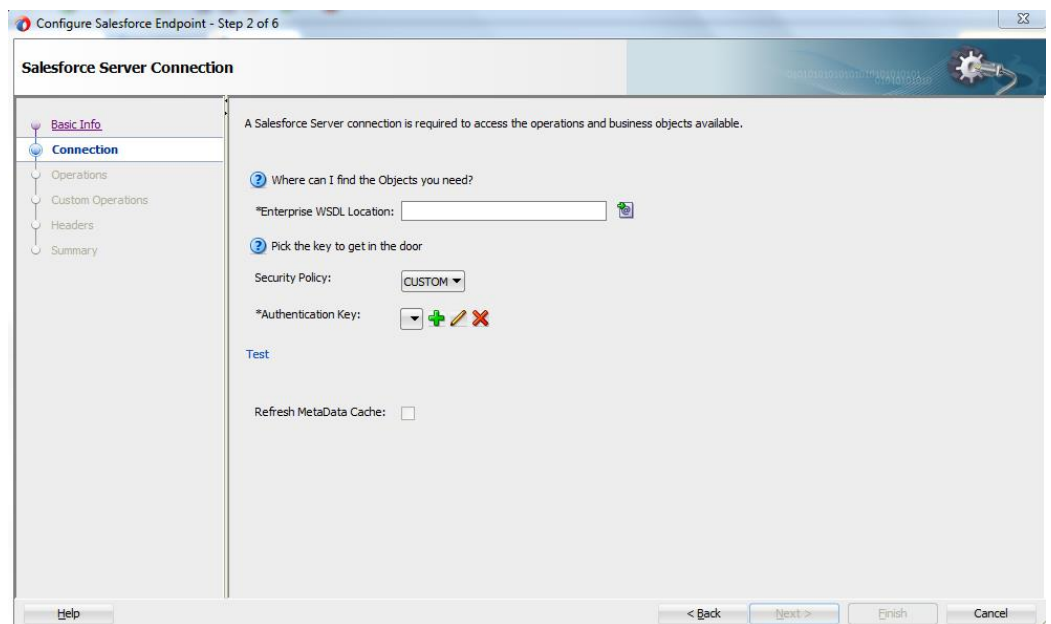 Configure Salesforce Endpoint - Step 2 of 6
Salesforce Server Connection
Basic Info
Connection
Operations
Custom Operations
Headers
Summary
A Salesforce Server connection is required to access the operations and business objects available.
Where can I find the Objects you need?
*Enterprise WSDL Location:
Pick the key to get in the door
Security Policy: CUSTOM
*Authentication Key:
Test
Refresh MetaData Cache:
Help < Back Next > Finish Cancel